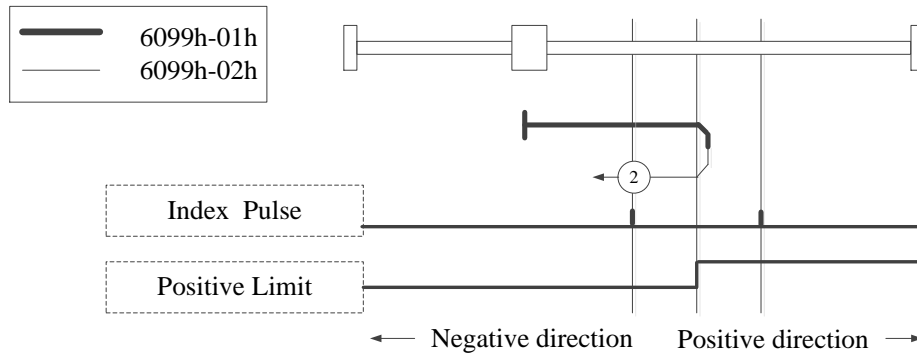 6099h-01h
6099h-02h
2
Index Pulse
Positive Limit
Negative direction Positive direction